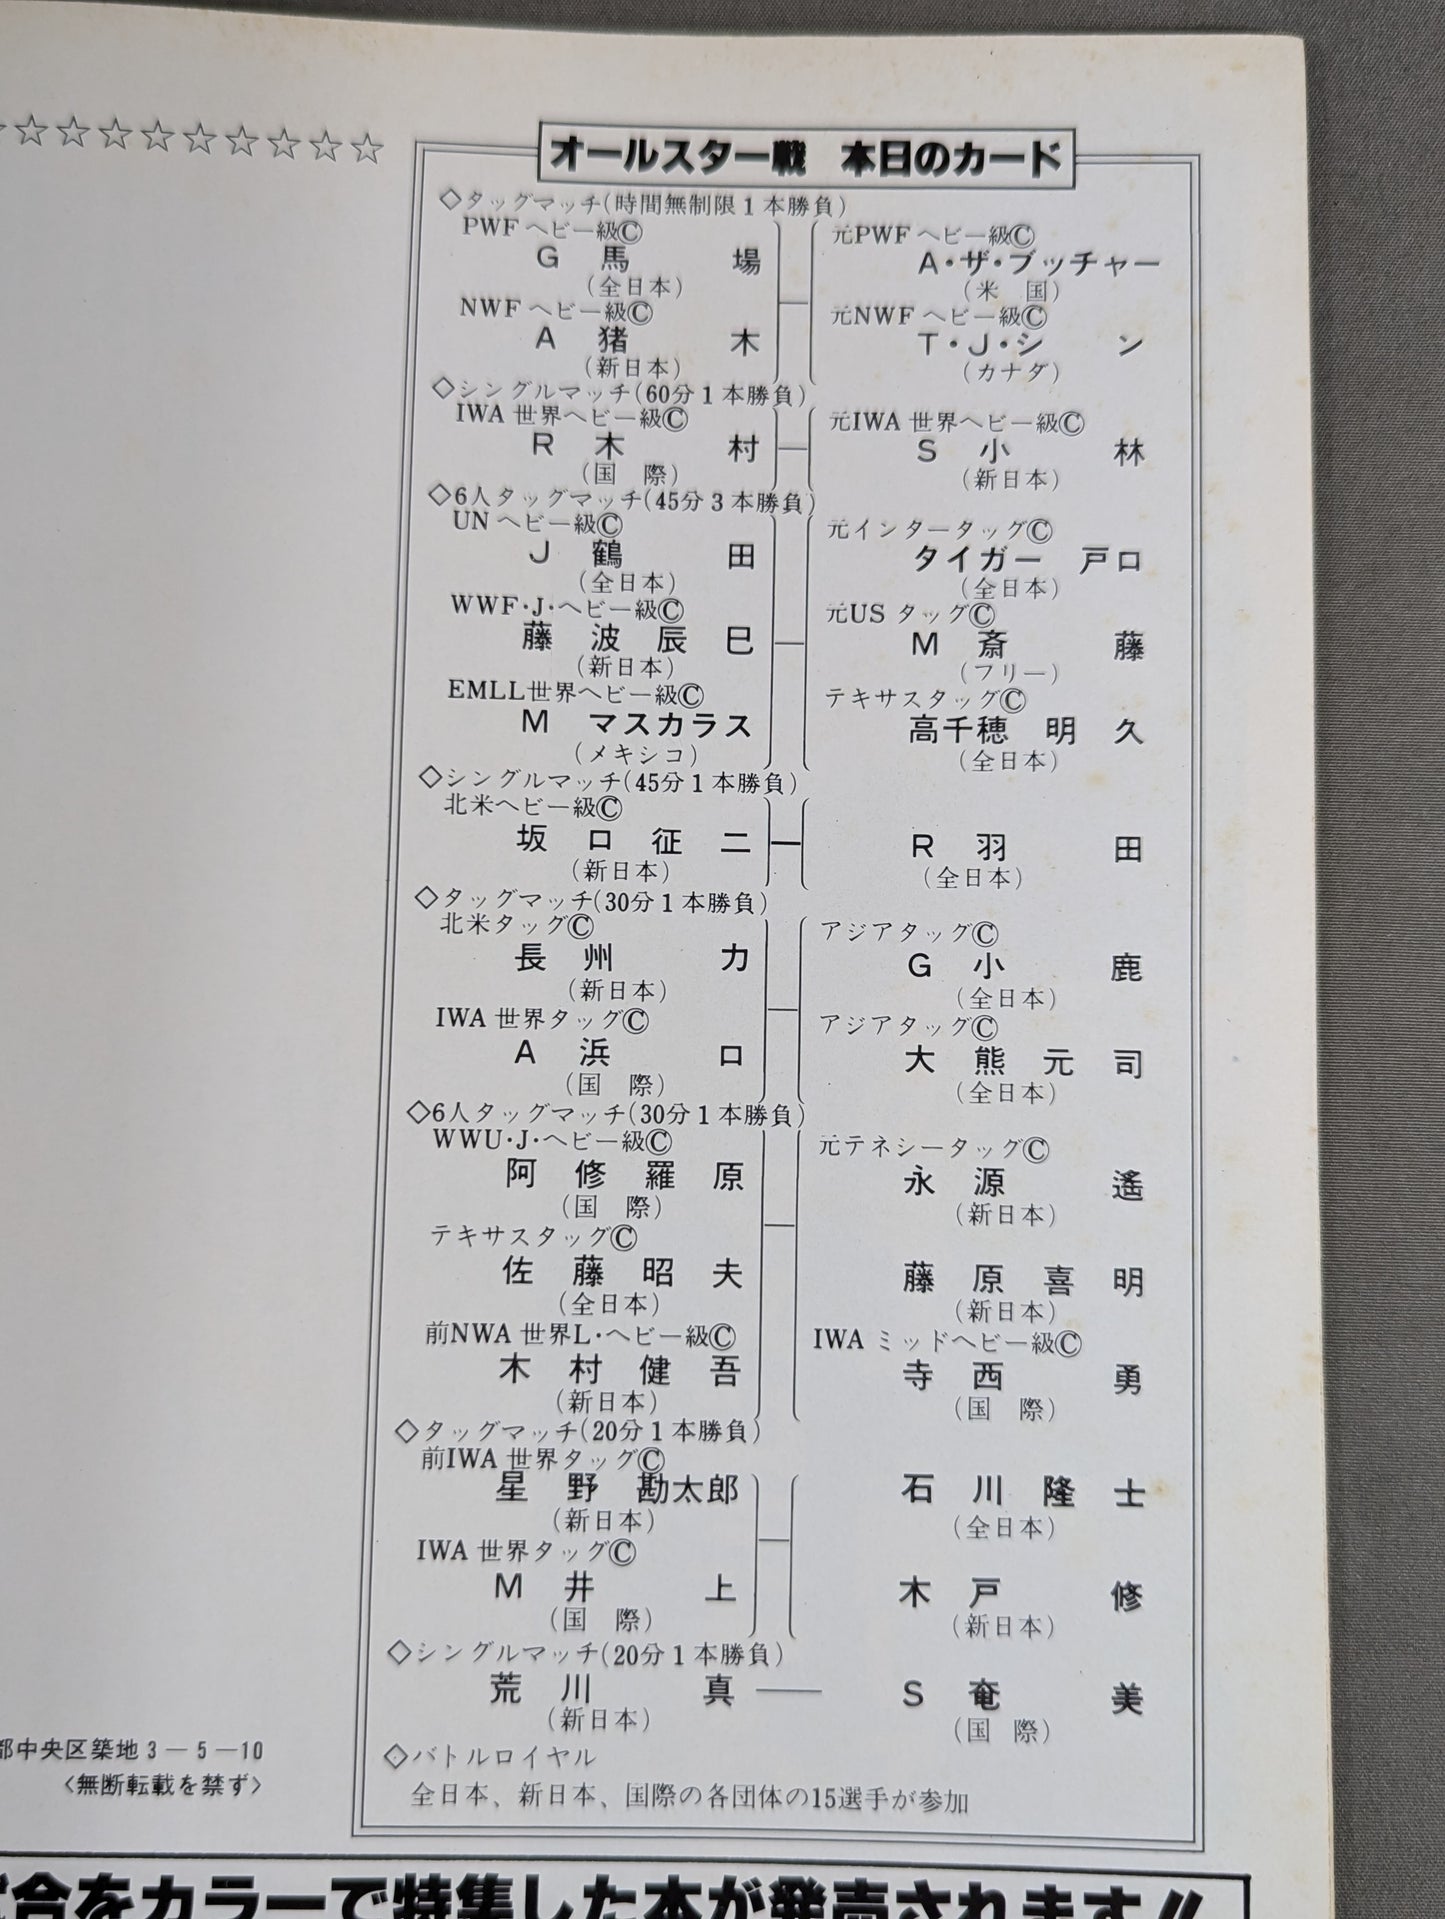 ☆☆☆☆☆☆☆☆☆
オールスター戦 本日のカード
◇タッグマッチ(時間無制限1本勝負)
PWF ヘビー級Ⓒ 元PWF ヘビー級Ⓒ
G 馬 場 A・ザ・ブッチャー
(全日本) (米 国)
NWF ヘビー級Ⓒ 元NWF ヘビー級Ⓒ
A 猪 木 T・J・シ ン
(新日本) (カナダ)
◇シングルマッチ(60分1本勝負)
IWA 世界ヘビー級Ⓒ 元IWA 世界ヘビー級Ⓒ
R 木 村 S 小 林
(国 際) (新日本)
◇6人タッグマッチ(45分3本勝負)
UN ヘビー級Ⓒ 元インタータッグⒸ
J 鶴 田 タイガー 戸口
(全日本) (全日本)
WWF・J・ヘビー級Ⓒ 元US タッグⒸ
藤 波 辰 巳 M 斎 藤
(新日本) (フリー)
EMLL世界ヘビー級Ⓒ テキサスタッグⒸ
M マスカラス 高千穂 明 久
(メキシコ) (全日本)
◇シングルマッチ(45分1本勝負)
北米ヘビー級Ⓒ
坂 口 征 二 R 羽 田
(新日本) (全日本)
◇タッグマッチ(30分1本勝負)
北米タッグⒸ アジアタッグⒸ
長 州 力 G 小 鹿
(新日本) (全日本)
IWA 世界タッグⒸ アジアタッグⒸ
A 浜 口 大 熊 元 司
(国 際) (全日本)
◇6人タッグマッチ(30分1本勝負)
WWU・J・ヘビー級Ⓒ 元テネシータッグⒸ
阿 修 羅 原 永 源 遙
(国 際) (新日本)
テキサスタッグⒸ
佐 藤 昭 夫 藤 原 喜 明
(全日本) (新日本)
前NWA 世界L・ヘビー級Ⓒ IWA ミッドヘビー級Ⓒ
木 村 健 吾 寺 西 勇
(新日本) (国 際)
◇タッグマッチ(20分1本勝負)
前IWA 世界タッグⒸ
星 野 勘太郎 石 川 隆 士
(新日本) (全日本)
IWA 世界タッグⒸ
M 井 上 木 戸 修
(国 際) (新日本)
◇シングルマッチ(20分1本勝負)
荒 川 真 —— S 奄 美
(新日本) (国 際)
◇バトルロイヤル
全日本、新日本、国際の各団体の15選手が参加
都中央区築地3－5－10
〈無断転載を禁ず〉
合をカラーで特集した本が発売されます!!